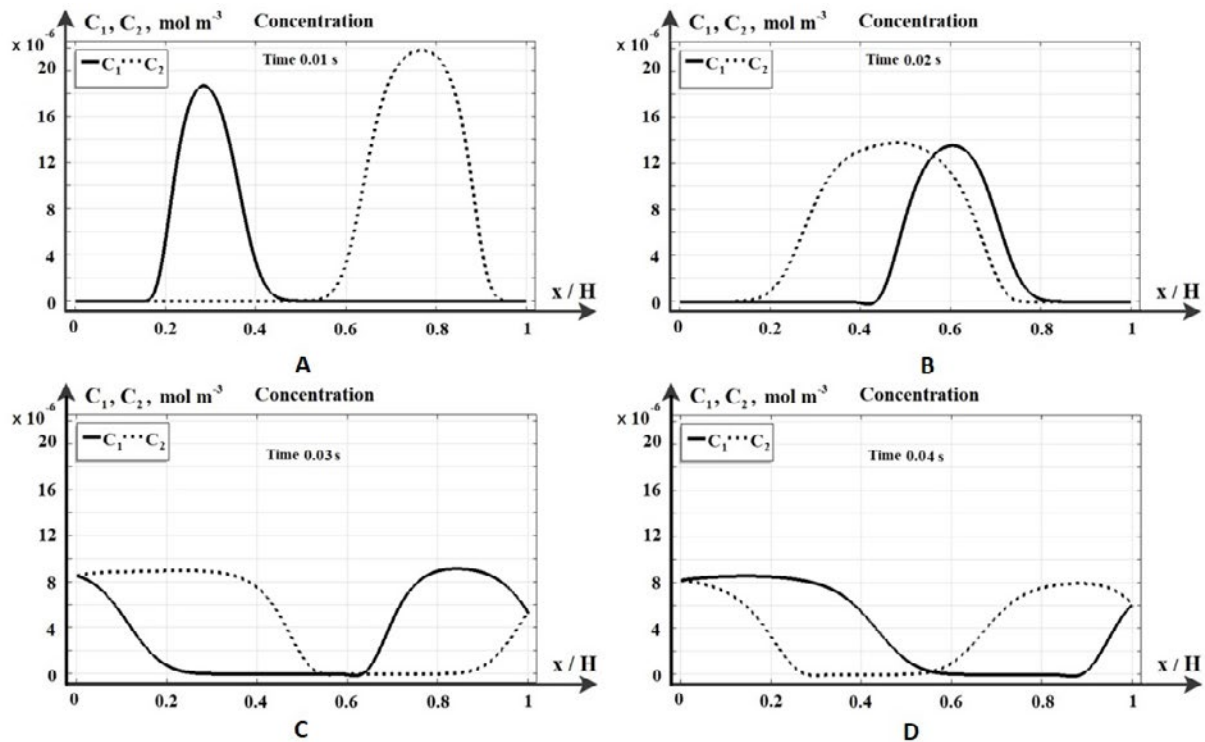 C₁, C₂, mol m⁻³ Concentration
x 10⁻⁶
Time 0.01 s
C₁ C₂
20
16
12
8
4
0
x / H
0 0.2 0.4 0.6 0.8 1
A
C₁, C₂, mol m⁻³ Concentration
x 10⁻⁶
Time 0.02 s
C₁ C₂
20
16
12
8
4
0
x / H
0 0.2 0.4 0.6 0.8 1
B
C₁, C₂, mol m⁻³ Concentration
x 10⁻⁶
C₁ C₂
20
Time 0.03 s
16
12
8
4
0
x / H
0 0.2 0.4 0.6 0.8 1
C
C₁, C₂, mol m⁻³ Concentration
x 10⁻⁶
C₁ C₂
20
Time 0.04 s
16
12
8
4
0
x / H
0 0.2 0.4 0.6 0.8 1
D